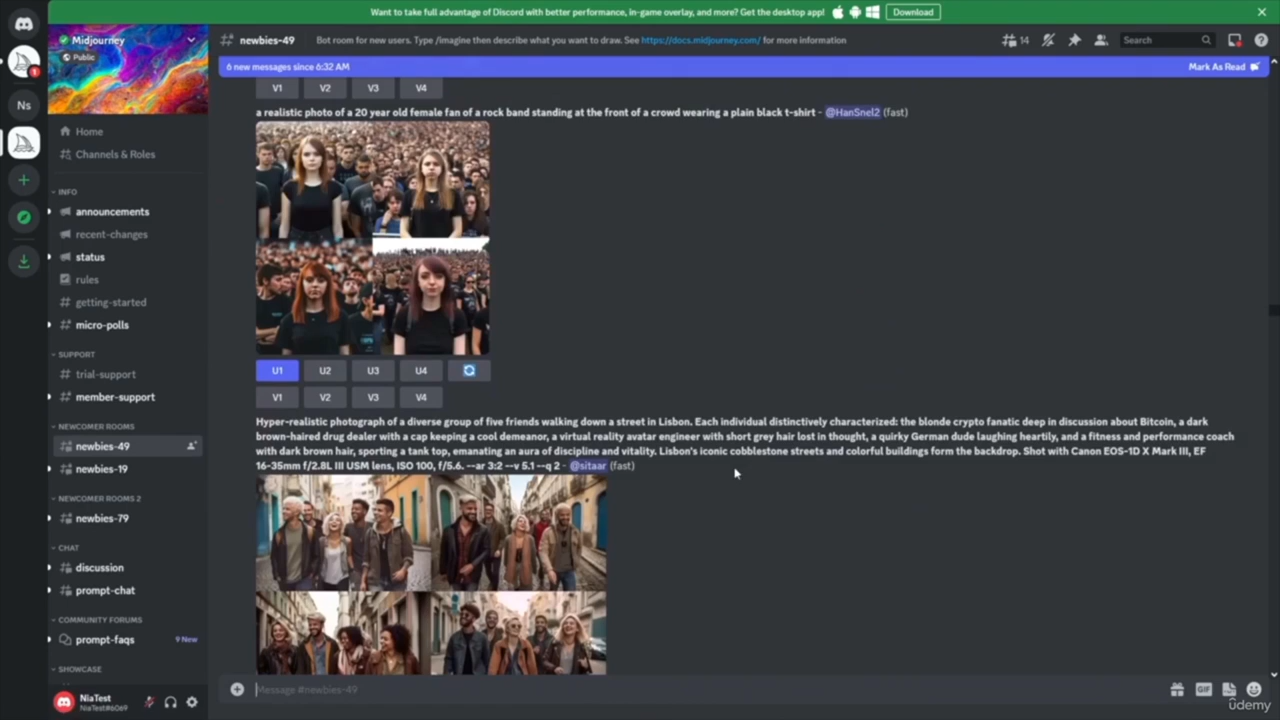 Want to take full advantage of Discord with better performance, in-game overlay, and more? Get the desktop app!
Download
Midjourney
Public
newbies-49
Bot room for new users. Type /imagine then describe what you want to draw. See https://docs.midjourney.com/ for more information
14
Search
6 new messages since 6:32 AM
Mark As Read
1
Ns
Home
Channels & Roles
INFO
announcements
recent-changes
status
rules
getting-started
micro-polls
SUPPORT
trial-support
member-support
NEWCOMER ROOMS
newbies-49
newbies-19
NEWCOMER ROOMS 2
newbies-79
CHAT
discussion
prompt-chat
COMMUNITY FORUMS
prompt-faqs
9 New
SHOWCASE
NiaTest
NiaTest#6069
V1 V2 V3 V4
a realistic photo of a 20 year old female fan of a rock band standing at the front of a crowd wearing a plain black t-shirt - @HanSnel2 (fast)
U1 U2 U3 U4
V1 V2 V3 V4
Hyper-realistic photograph of a diverse group of five friends walking down a street in Lisbon. Each individual distinctively characterized: the blonde crypto fanatic deep in discussion about Bitcoin, a dark
brown-haired drug dealer with a cap keeping a cool demeanor, a virtual reality avatar engineer with short grey hair lost in thought, a quirky German dude laughing heartily, and a fitness and performance coach
with dark brown hair, sporting a tank top, emanating an aura of discipline and vitality. Lisbon's iconic cobblestone streets and colorful buildings form the backdrop. Shot with Canon EOS-1D X Mark III, EF
16-35mm f/2.8L III USM lens, ISO 100, f/5.6. --ar 3:2 --v 5.1 --q 2 - @sitaar (fast)
Message #newbies-49
GIF
ûdemy